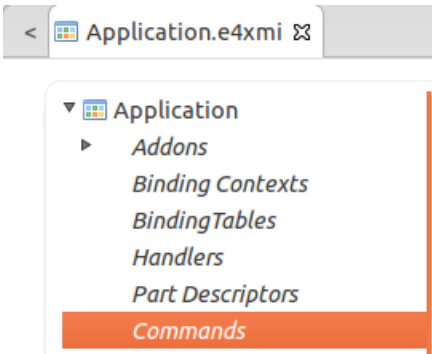 < Application.e4xmi
Application
Addons
Binding Contexts
BindingTables
Handlers
Part Descriptors
Commands